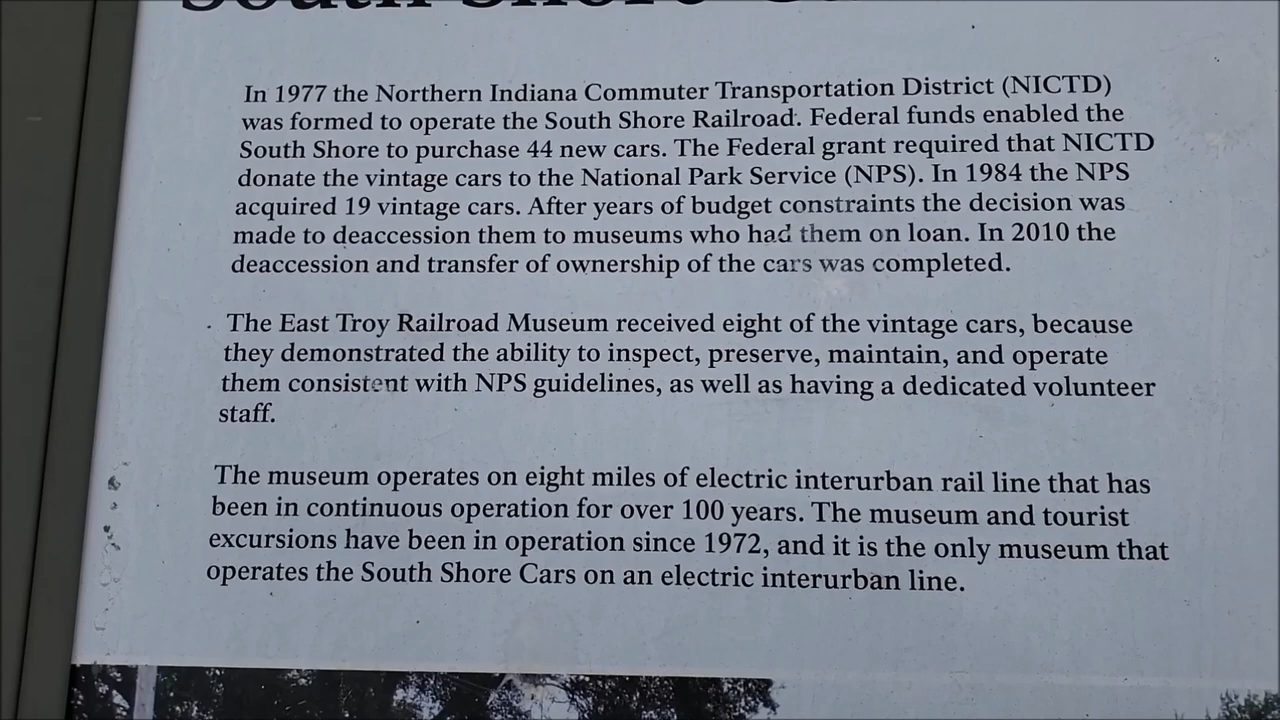 South Shore
In 1977 the Northern Indiana Commuter Transportation District (NICTD)
was formed to operate the South Shore Railroad. Federal funds enabled the
South Shore to purchase 44 new cars. The Federal grant required that NICTD
donate the vintage cars to the National Park Service (NPS). In 1984 the NPS
acquired 19 vintage cars. After years of budget constraints the decision was
made to deaccession them to museums who had them on loan. In 2010 the
deaccession and transfer of ownership of the cars was completed.
The East Troy Railroad Museum received eight of the vintage cars, because
they demonstrated the ability to inspect, preserve, maintain, and operate
them consistent with NPS guidelines, as well as having a dedicated volunteer
staff.
The museum operates on eight miles of electric interurban rail line that has
been in continuous operation for over 100 years. The museum and tourist
excursions have been in operation since 1972, and it is the only museum that
operates the South Shore Cars on an electric interurban line.